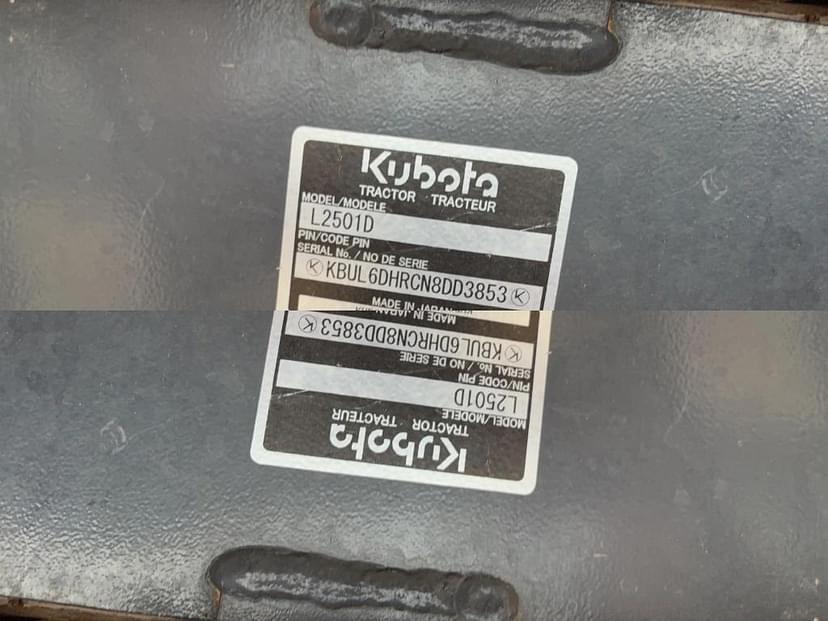 Kubota
TRACTOR TRACTEUR
MODEL/MODELE
L2501D
PIN/CODE PIN
SERIAL No. / NO DE SERIE
KBUL6DHRCN8DD3853
MADE IN JAPAN
MADE IN JAPAN
KBUL6DHRCN8DD3853
SERIAL No. / NO DE SERIE
PIN/CODE PIN
L2501D
MODEL/MODELE
TRACTOR · TRACTEUR
Kubota